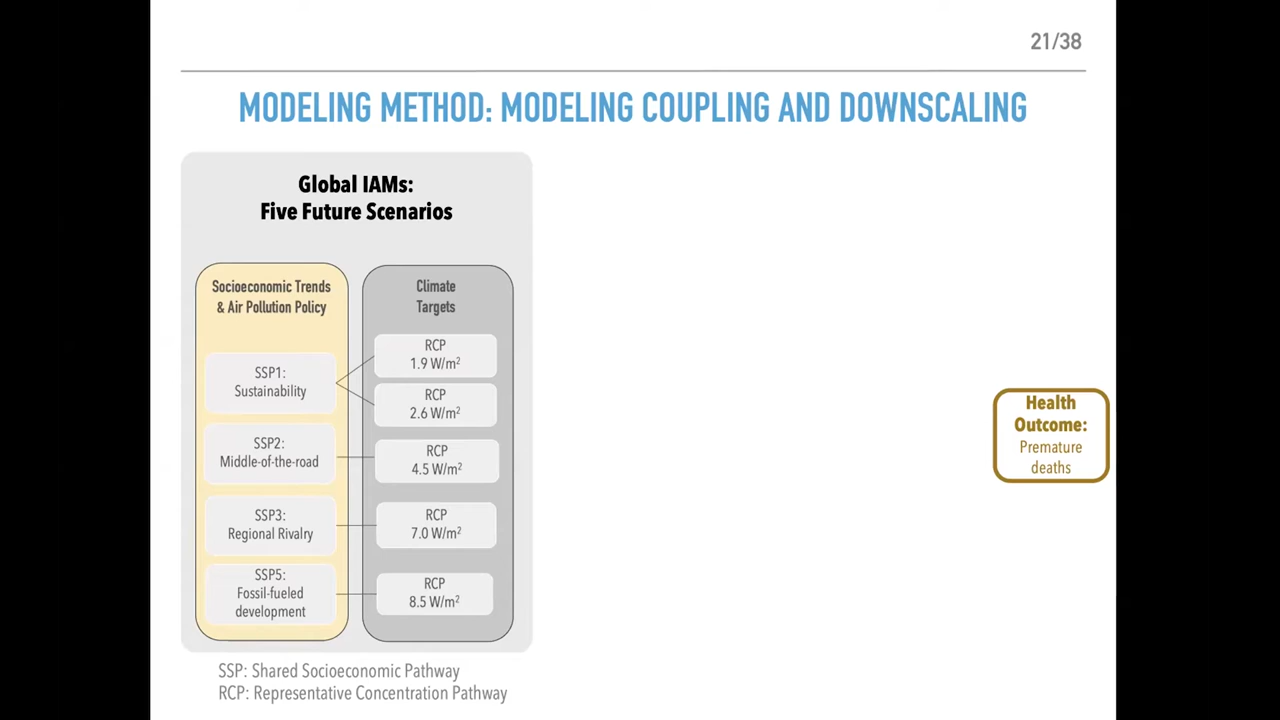 21/38
MODELING METHOD: MODELING COUPLING AND DOWNSCALING
Global IAMs:
Five Future Scenarios
Socioeconomic Trends
& Air Pollution Policy
SSP1:
Sustainability
SSP2:
Middle-of-the-road
SSP3:
Regional Rivalry
SSP5:
Fossil-fueled
development
Climate
Targets
RCP
1.9 W/m²
RCP
2.6 W/m²
RCP
4.5 W/m²
RCP
7.0 W/m²
RCP
8.5 W/m²
Health
Outcome:
Premature
deaths
SSP: Shared Socioeconomic Pathway
RCP: Representative Concentration Pathway